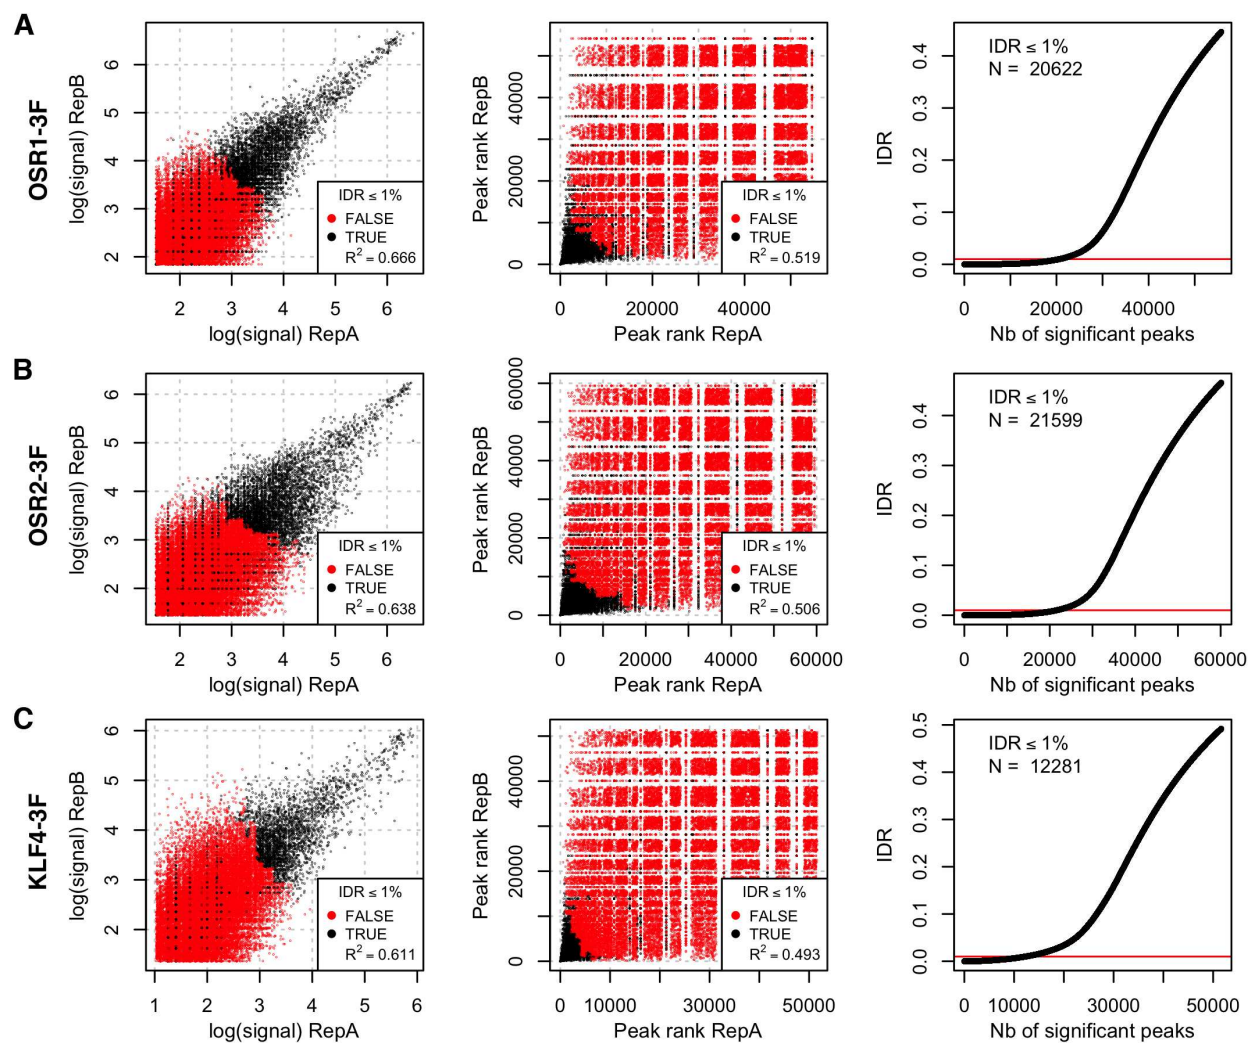 A
OSR1-3F
log(signal) RepB
6
5
4
3
2
2 3 4 5 6
log(signal) RepA
IDR ≤ 1%
FALSE
TRUE
R² = 0.666
Peak rank RepB
40000
20000
0
0 20000 40000
Peak rank RepA
IDR ≤ 1%
FALSE
TRUE
R² = 0.519
IDR
0.4
0.3
0.2
0.1
0.0
0 20000 40000
Nb of significant peaks
IDR ≤ 1%
N = 20622
B
OSR2-3F
log(signal) RepB
6
5
4
3
2
2 3 4 5 6
log(signal) RepA
IDR ≤ 1%
FALSE
TRUE
R² = 0.638
Peak rank RepB
60000
40000
20000
0
0 20000 40000 60000
Peak rank RepA
IDR ≤ 1%
FALSE
TRUE
R² = 0.506
IDR
0.4
0.3
0.2
0.1
0.0
0 20000 40000 60000
Nb of significant peaks
IDR ≤ 1%
N = 21599
C
KLF4-3F
log(signal) RepB
6
5
4
3
2
1 2 3 4 5 6
log(signal) RepA
IDR ≤ 1%
FALSE
TRUE
R² = 0.611
Peak rank RepB
40000
20000
0
0 10000 30000 50000
Peak rank RepA
IDR ≤ 1%
FALSE
TRUE
R² = 0.493
IDR
0.5
0.4
0.3
0.2
0.1
0.0
0 10000 30000 50000
Nb of significant peaks
IDR ≤ 1%
N = 12281